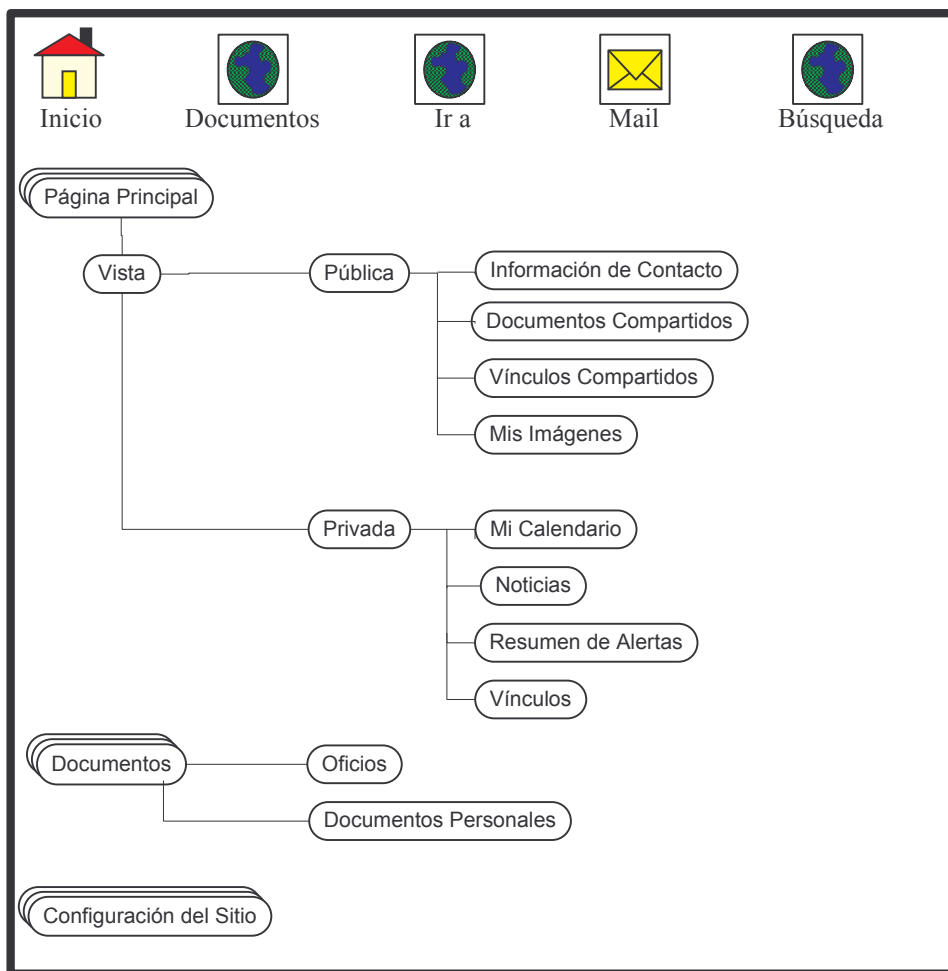 Inicio
Documentos
Ir a
Mail
Búsqueda
Página Principal
Vista
Pública
Información de Contacto
Documentos Compartidos
Vínculos Compartidos
Mis Imágenes
Privada
Mi Calendario
Noticias
Resumen de Alertas
Vínculos
Documentos
Oficios
Documentos Personales
Configuración del Sitio